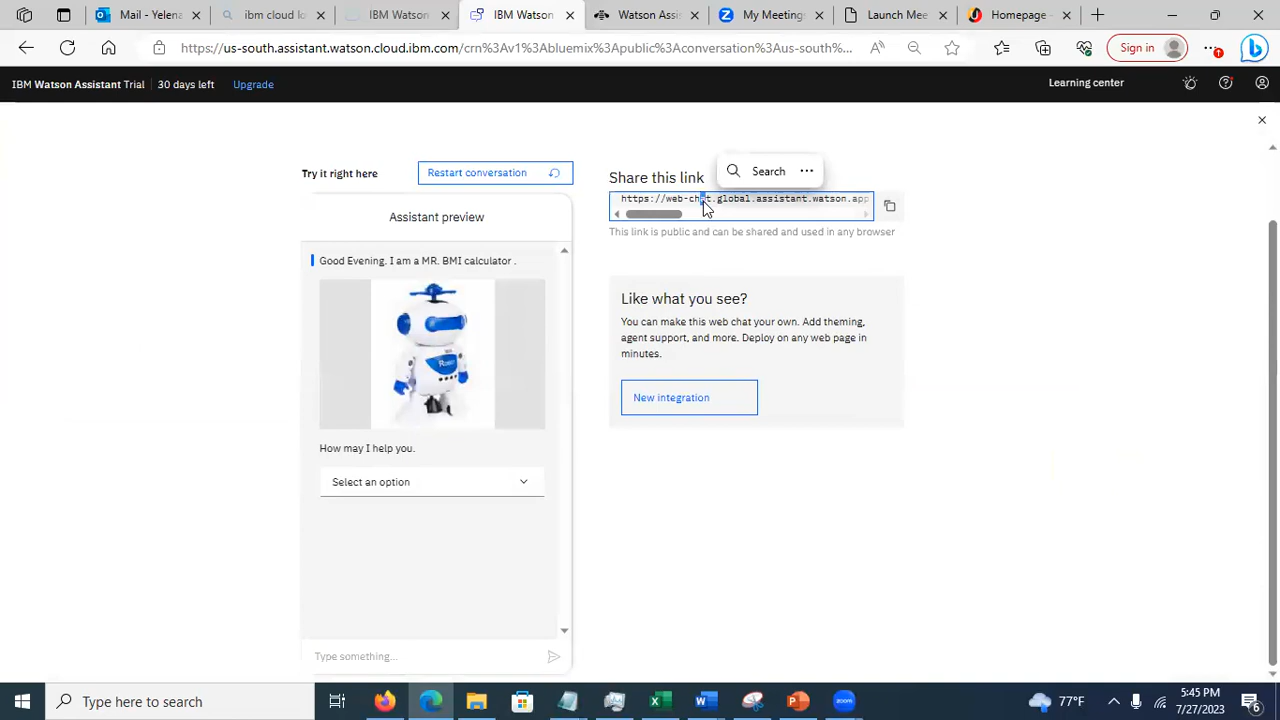 Mail - Yelena
ibm cloud lo
IBM Watson
IBM Watson
Watson Assi
My Meeting
Launch Mee
Homepage -
https://us-south.assistant.watson.cloud.ibm.com/crn%3Av1%3Abluemix%3Apublic%3Aconversation%3Aus-south%...
Sign in
IBM Watson Assistant Trial 30 days left Upgrade
Learning center
Try it right here
Restart conversation
Assistant preview
Good Evening. I am a MR. BMI calculator .
ROBOT
How may I help you.
Select an option
Type something...
Share this link
Search
https://web-chat.global.assistant.watson.app
This link is public and can be shared and used in any browser
Like what you see?
You can make this web chat your own. Add theming,
agent support, and more. Deploy on any web page in
minutes.
New integration
Type here to search
zoom
77°F
5:45 PM
7/27/2023
6